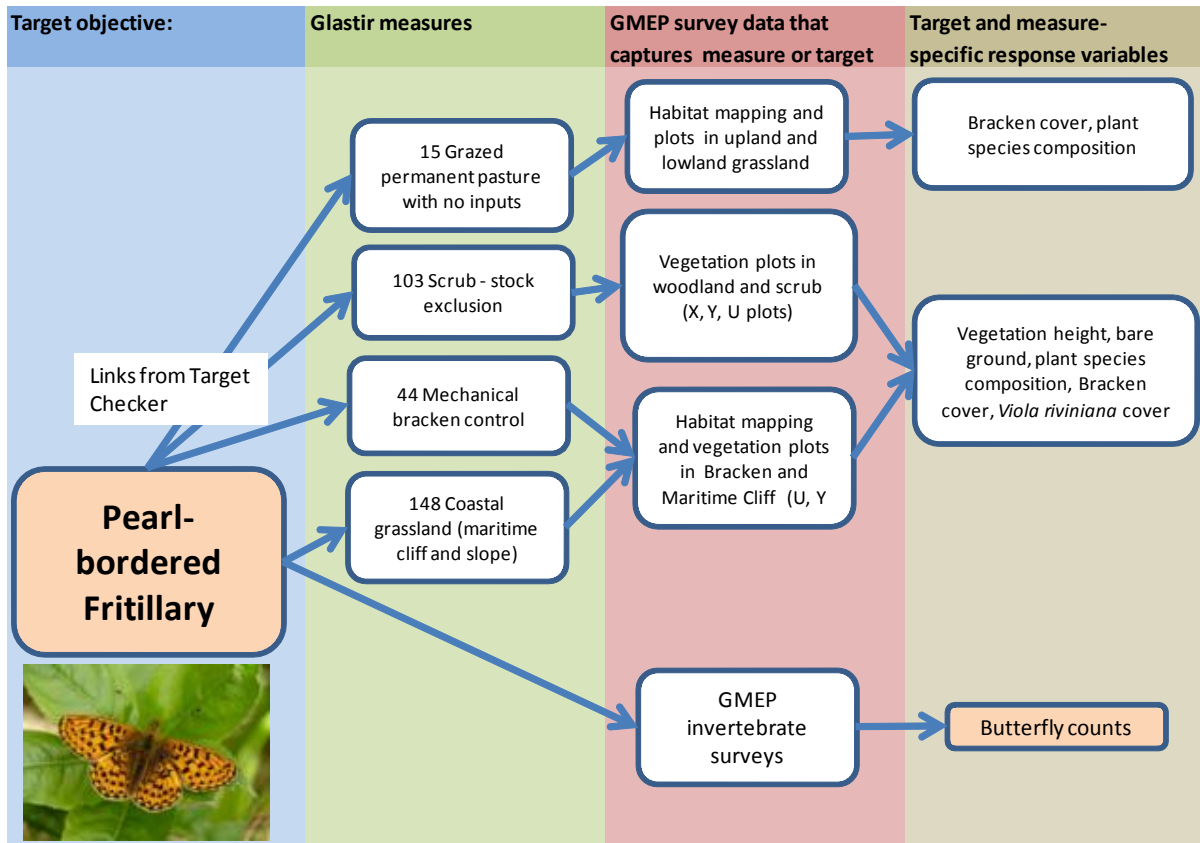 Target objective:
Glastir measures
GMEP survey data that
captures measure or target
Target and measure-
specific response variables
15 Grazed
permanent pasture
with no inputs
Habitat mapping and
plots in upland and
lowland grassland
Bracken cover, plant
species composition
103 Scrub - stock
exclusion
Vegetation plots in
woodland and scrub
(X, Y, U plots)
Links from Target
Checker
44 Mechanical
bracken control
Habitat mapping
and vegetation plots
in Bracken and
Maritime Cliff (U, Y
Vegetation height, bare
ground, plant species
composition, Bracken
cover, Viola riviniana cover
148 Coastal
grassland (maritime
cliff and slope)
Pearl-
bordered
Fritillary
GMEP
invertebrate
surveys
Butterfly counts